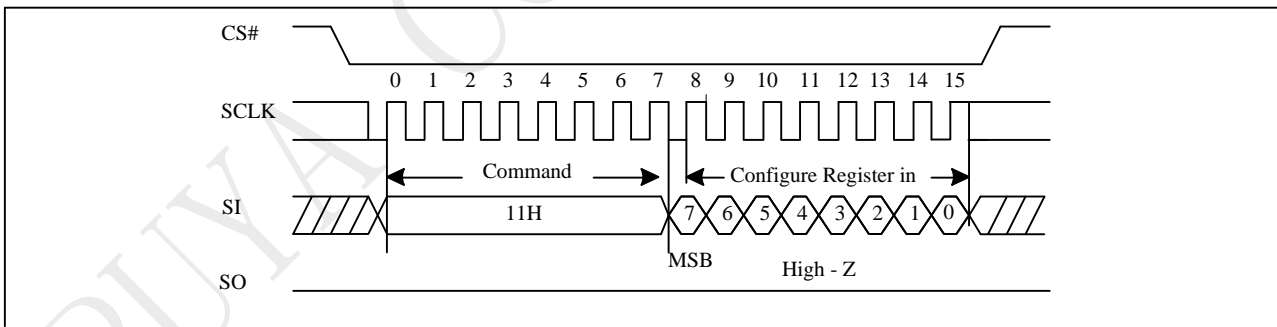 CS#
0 1 2 3 4 5 6 7 8 9 10 11 12 13 14 15
SCLK
Command
Configure Register in
SI
11H
7 6 5 4 3 2 1 0
MSB
High - Z
SO
PUYA